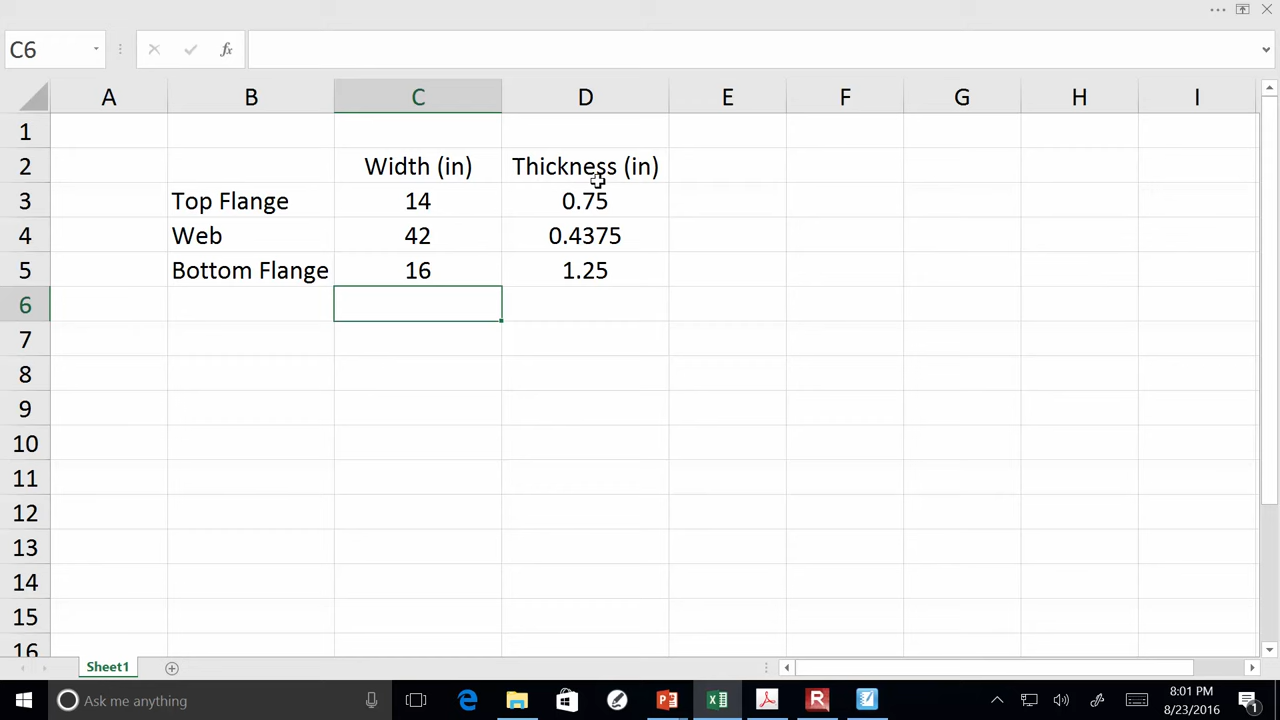 C6 fx
A B C D E F G H I
1
2 Width (in) Thickness (in)
3 Top Flange 14 0.75
4 Web 42 0.4375
5 Bottom Flange 16 1.25
6
7
8
9
10
11
12
13
14
15
16
Sheet1
Ask me anything
8:01 PM
8/23/2016
1